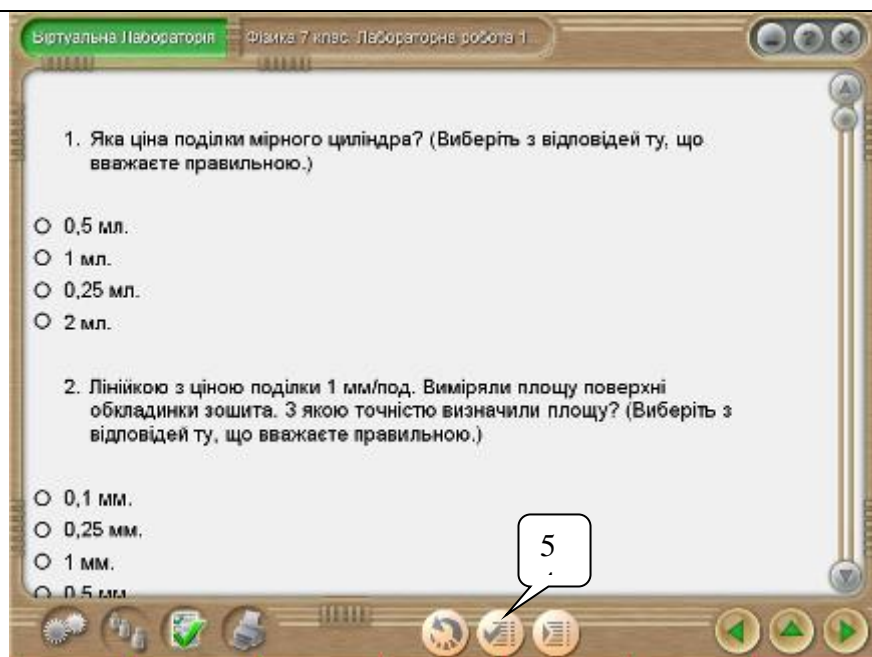 Віртуальна Лабораторія
Фізика 7 клас. Лабораторна робота 1...
1. Яка ціна поділки мірного циліндра? (Виберіть з відповідей ту, що
вважаєте правильною.)
0,5 мл.
1 мл.
0,25 мл.
2 мл.
2. Лінійкою з ціною поділки 1 мм/под. Виміряли площу поверхні
обкладинки зошита. З якою точністю визначили площу? (Виберіть з
відповідей ту, що вважаєте правильною.)
0,1 мм.
0,25 мм.
1 мм.
0,5 мм.
5